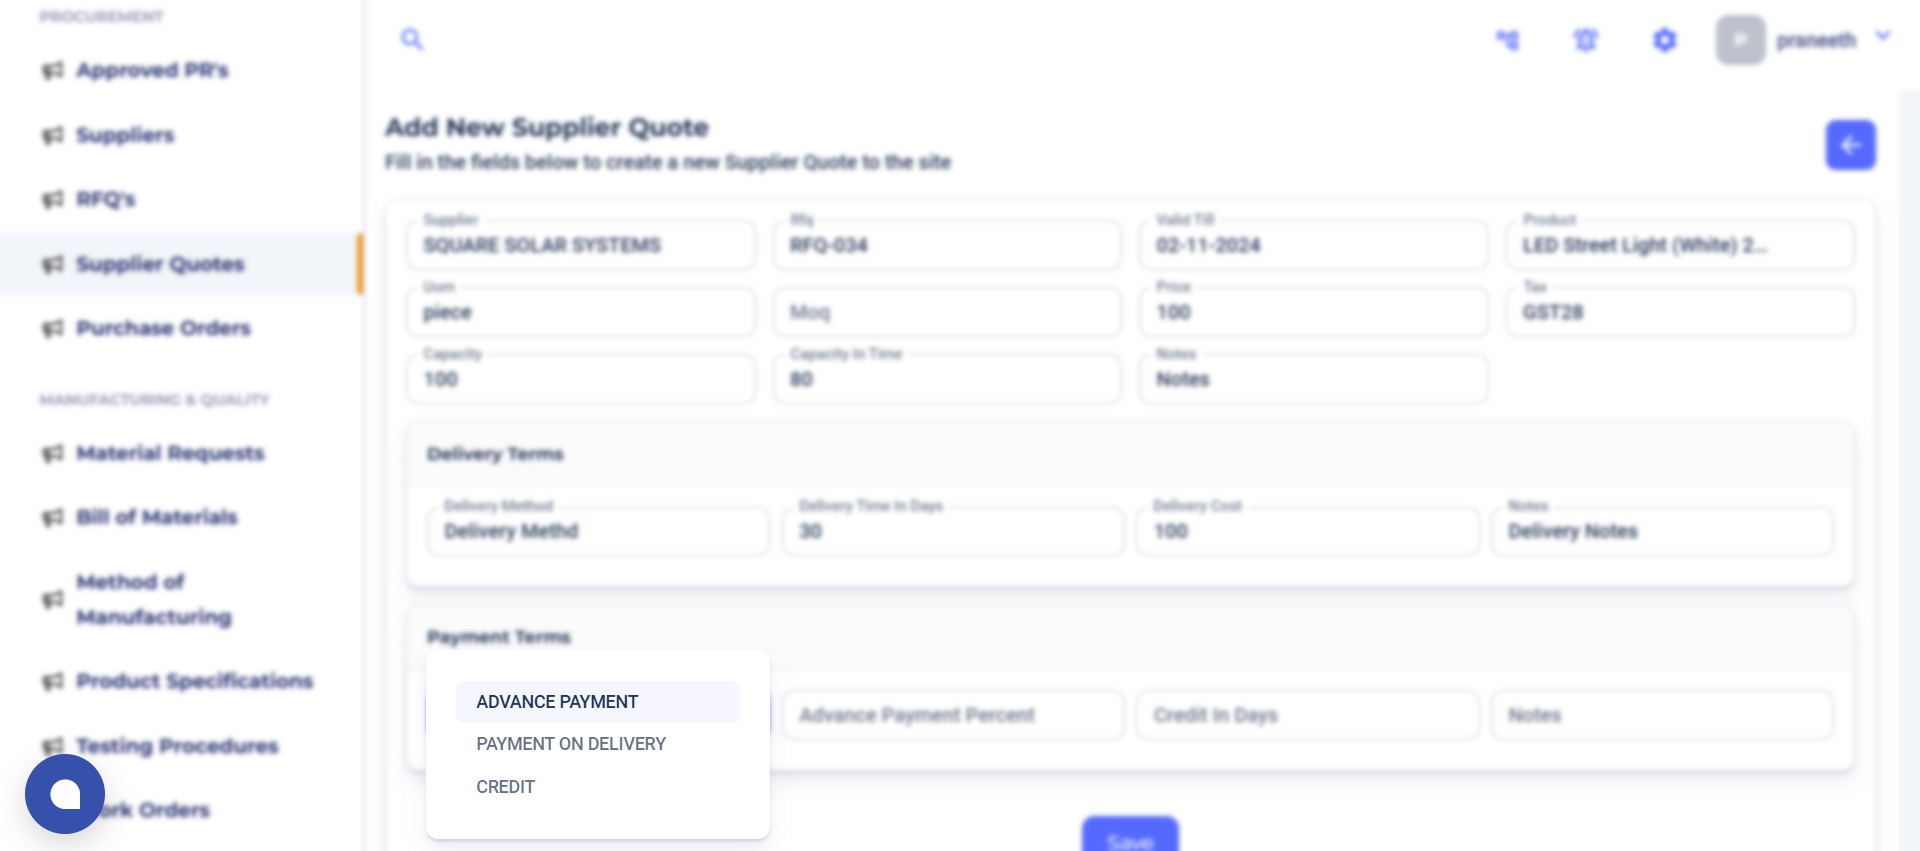 PROCUREMENT
Approved PR's
Suppliers
RFQ's
Supplier Quotes
Purchase Orders
MANUFACTURING & QUALITY
Material Requests
Bill of Materials
Method of
Manufacturing
Product Specifications
Testing Procedures
ork Orders
P praneeth
Add New Supplier Quote
Fill in the fields below to create a new Supplier Quote to the site
Supplier Rfq Valid Till Product
SQUARE SOLAR SYSTEMS RFQ-034 02-11-2024 LED Street Light (White) 2...
Uom Price Tax
piece Moq 100 GST28
Capacity Capacity In Time Notes
100 80 Notes
Delivery Terms
Delivery Method Delivery Time In Days Delivery Cost Notes
Delivery Methd 30 100 Delivery Notes
Payment Terms
ADVANCE PAYMENT
PAYMENT ON DELIVERY
CREDIT
Advance Payment Percent Credit In Days Notes
Save